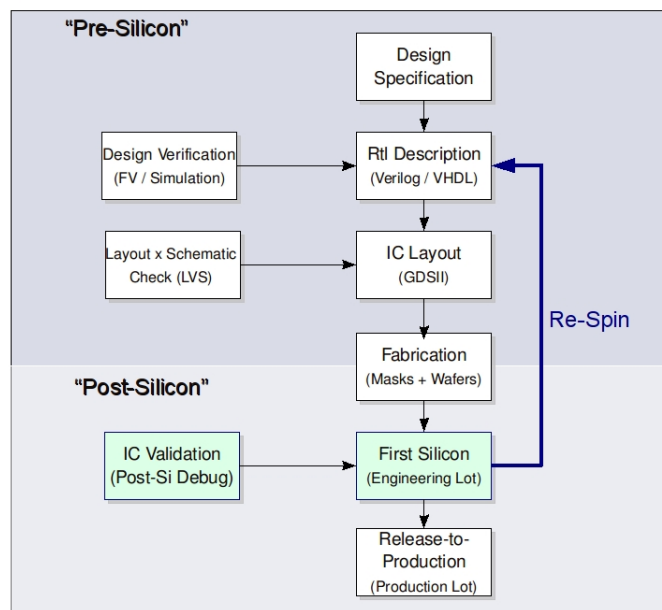 “Pre-Silicon”
Design
Specification
Design Verification
(FV / Simulation)
Rtl Description
(Verilog / VHDL)
Layout x Schematic
Check (LVS)
IC Layout
(GDSII)
Re-Spin
Fabrication
(Masks + Wafers)
“Post-Silicon”
IC Validation
(Post-Si Debug)
First Silicon
(Engineering Lot)
Release-to-
Production
(Production Lot)